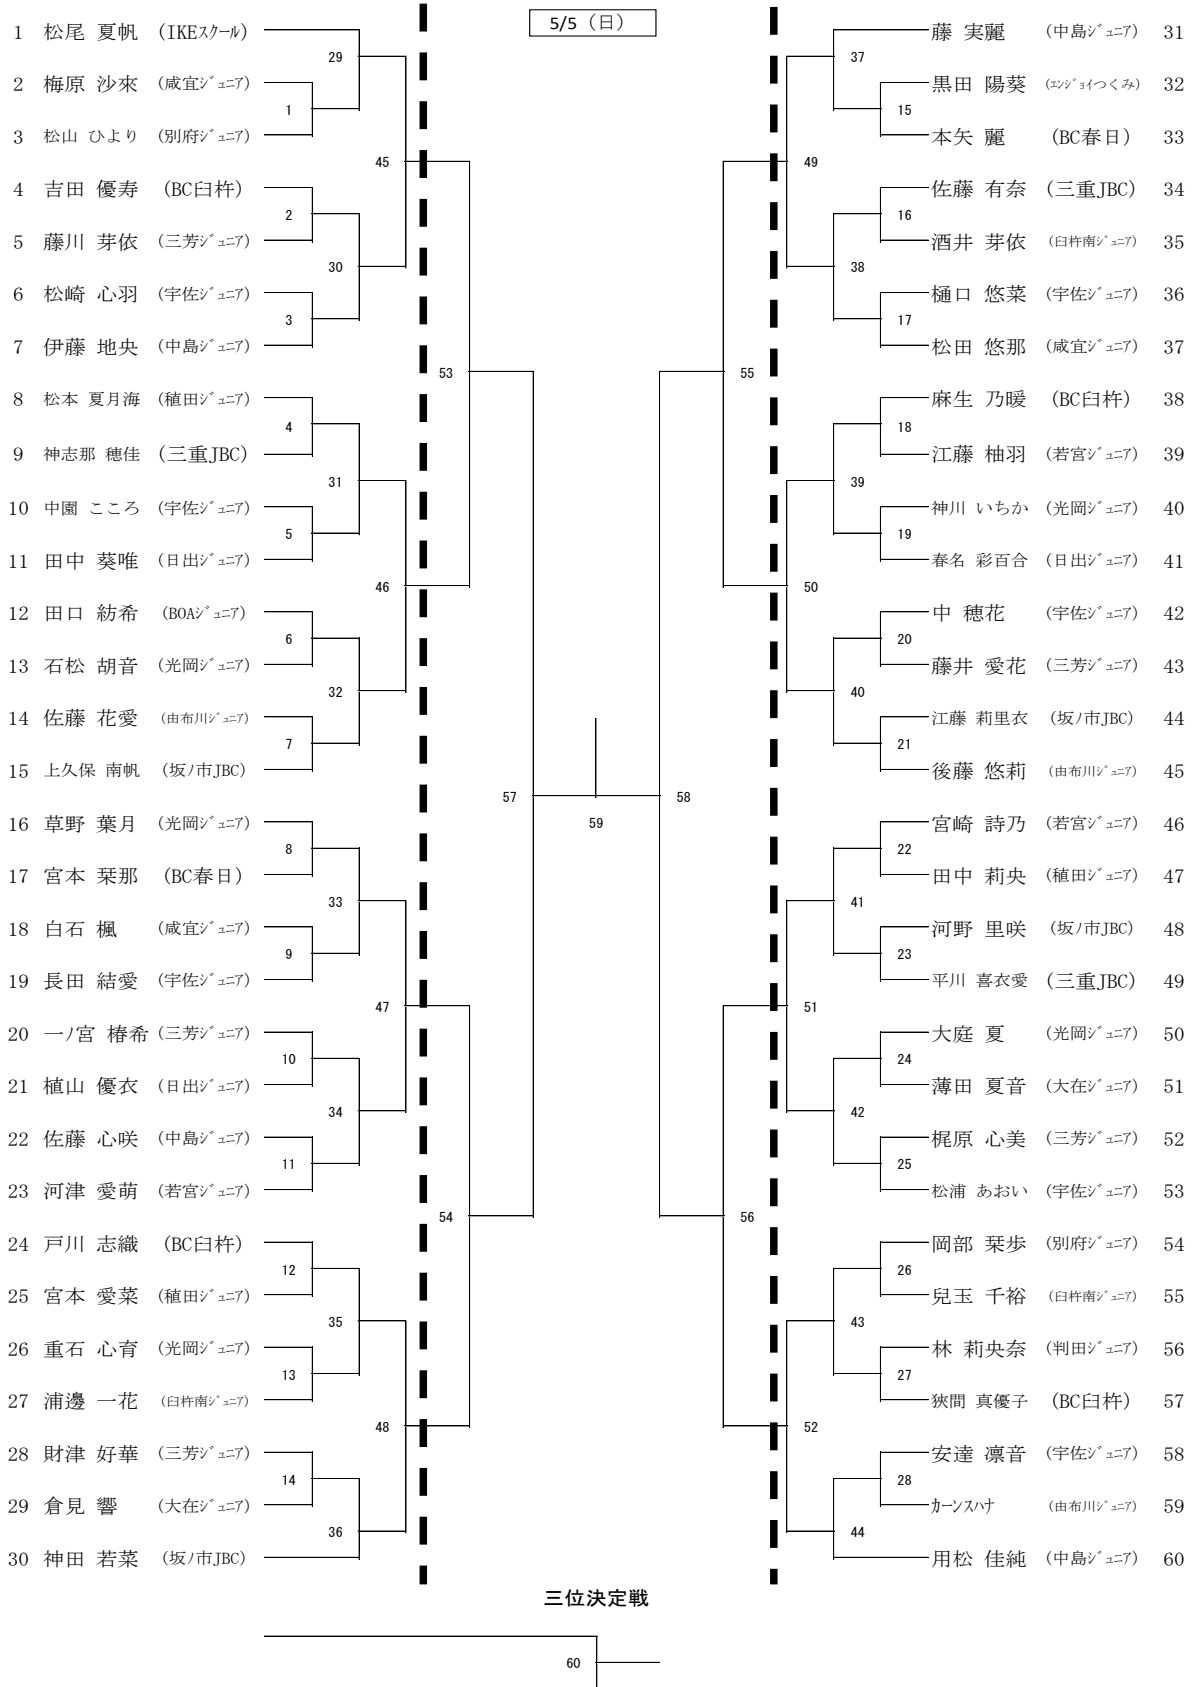 5/5 (日)
1 松尾 夏帆 (IKEスクール)
29
2 梅原 沙來 (咸宜ジュニア)
1
3 松山 ひより (別府ジュニア)
45
4 吉田 優寿 (BC臼杵)
2
5 藤川 芽依 (三芳ジュニア)
30
6 松崎 心羽 (宇佐ジュニア)
3
7 伊藤 地央 (中島ジュニア)
53
8 松本 夏月海 (稙田ジュニア)
4
9 神志那 穂佳 (三重JBC)
31
10 中園 こころ (宇佐ジュニア)
5
11 田中 葵唯 (日出ジュニア)
46
12 田口 紡希 (BOAジュニア)
6
13 石松 胡音 (光岡ジュニア)
32
14 佐藤 花愛 (由布川ジュニア)
7
15 上久保 南帆 (坂ノ市JBC)
57
16 草野 葉月 (光岡ジュニア)
8
17 宮本 栞那 (BC春日)
33
18 白石 楓 (咸宜ジュニア)
9
19 長田 結愛 (宇佐ジュニア)
47
20 一ノ宮 椿希 (三芳ジュニア)
10
21 植山 優衣 (日出ジュニア)
34
22 佐藤 心咲 (中島ジュニア)
11
23 河津 愛萌 (若宮ジュニア)
54
24 戸川 志織 (BC臼杵)
12
25 宮本 愛菜 (稙田ジュニア)
35
26 重石 心育 (光岡ジュニア)
13
27 浦邊 一花 (臼杵南ジュニア)
48
28 財津 好華 (三芳ジュニア)
14
29 倉見 響 (大在ジュニア)
36
30 神田 若菜 (坂ノ市JBC)
59
藤 実麗 (中島ジュニア) 31
37
黒田 陽葵 (エンジョイつくみ) 32
15
本矢 麗 (BC春日) 33
49
佐藤 有奈 (三重JBC) 34
16
酒井 芽依 (臼杵南ジュニア) 35
38
樋口 悠菜 (宇佐ジュニア) 36
17
松田 悠那 (咸宜ジュニア) 37
55
麻生 乃暖 (BC臼杵) 38
18
江藤 柚羽 (若宮ジュニア) 39
39
神川 いちか (光岡ジュニア) 40
19
春名 彩百合 (日出ジュニア) 41
50
中 穂花 (宇佐ジュニア) 42
20
藤井 愛花 (三芳ジュニア) 43
40
江藤 莉里衣 (坂ノ市JBC) 44
21
後藤 悠莉 (由布川ジュニア) 45
58
宮崎 詩乃 (若宮ジュニア) 46
22
田中 莉央 (稙田ジュニア) 47
41
河野 里咲 (坂ノ市JBC) 48
23
平川 喜衣愛 (三重JBC) 49
51
大庭 夏 (光岡ジュニア) 50
24
薄田 夏音 (大在ジュニア) 51
42
梶原 心美 (三芳ジュニア) 52
25
松浦 あおい (宇佐ジュニア) 53
56
岡部 栞歩 (別府ジュニア) 54
26
兒玉 千裕 (臼杵南ジュニア) 55
43
林 莉央奈 (判田ジュニア) 56
27
狹間 真優子 (BC臼杵) 57
52
安達 凛音 (宇佐ジュニア) 58
28
カーンスハナ (由布川ジュニア) 59
44
用松 佳純 (中島ジュニア) 60
三位決定戦
60